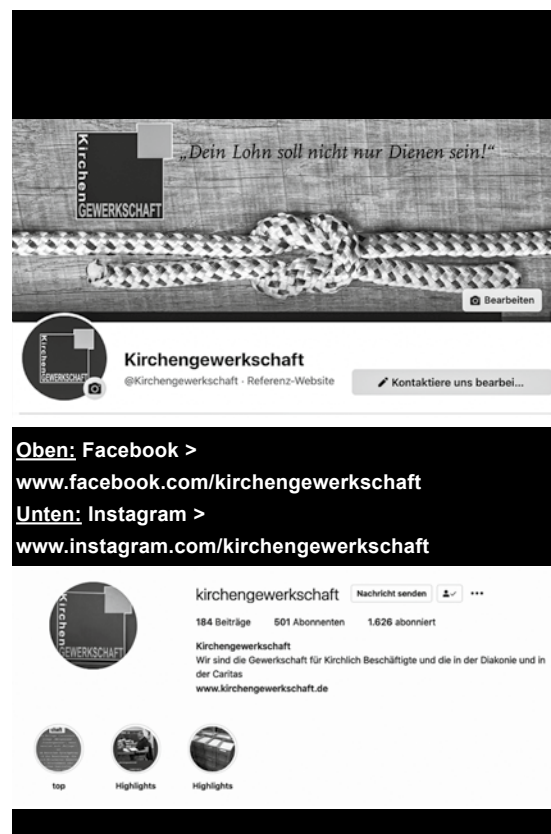 Kirchen
GEWERKSCHAFT
„Dein Lohn soll nicht nur Dienen sein!“
Bearbeiten
Kirchen
GEWERKSCHAFT
Kirchengewerkschaft
@Kirchengewerkschaft · Referenz-Website
Kontaktiere uns bearbei...
Oben: Facebook >
www.facebook.com/kirchengewerkschaft
Unten: Instagram >
www.instagram.com/kirchengewerkschaft
Kirchen
GEWERKSCHAFT
kirchengewerkschaft Nachricht senden
184 Beiträge 501 Abonnenten 1.626 abonniert
Kirchengewerkschaft
Wir sind die Gewerkschaft für Kirchlich Beschäftigte und die in der Diakonie und in
der Caritas
www.kirchengewerkschaft.de
top Highlights Highlights